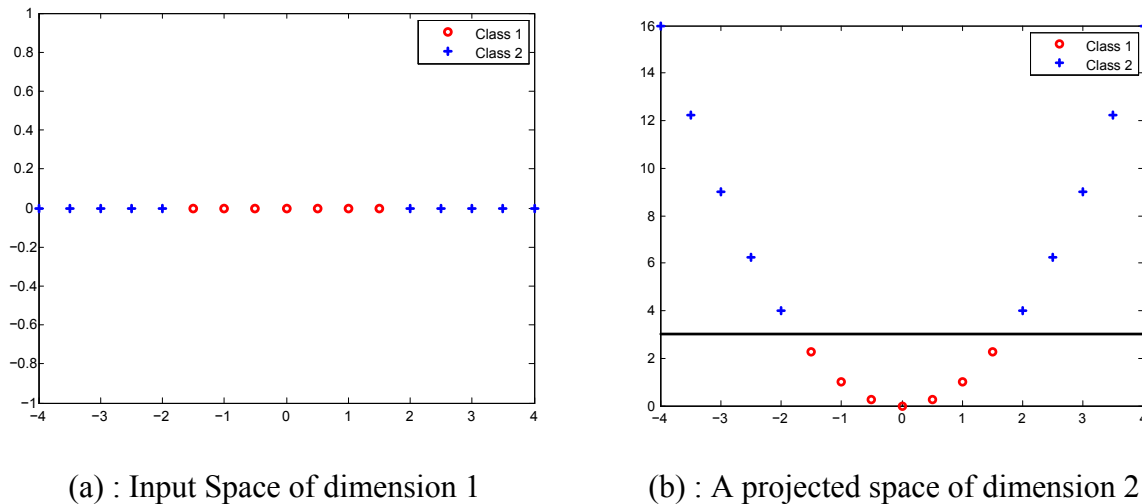 1
0.8
0.6
0.4
0.2
0
−0.2
−0.4
−0.6
−0.8
−1
−4 −3 −2 −1 0 1 2 3 4
Class 1
Class 2
16
14
12
10
8
6
4
2
0
−4 −3 −2 −1 0 1 2 3 4
Class 1
Class 2
(a) : Input Space of dimension 1
(b) : A projected space of dimension 2